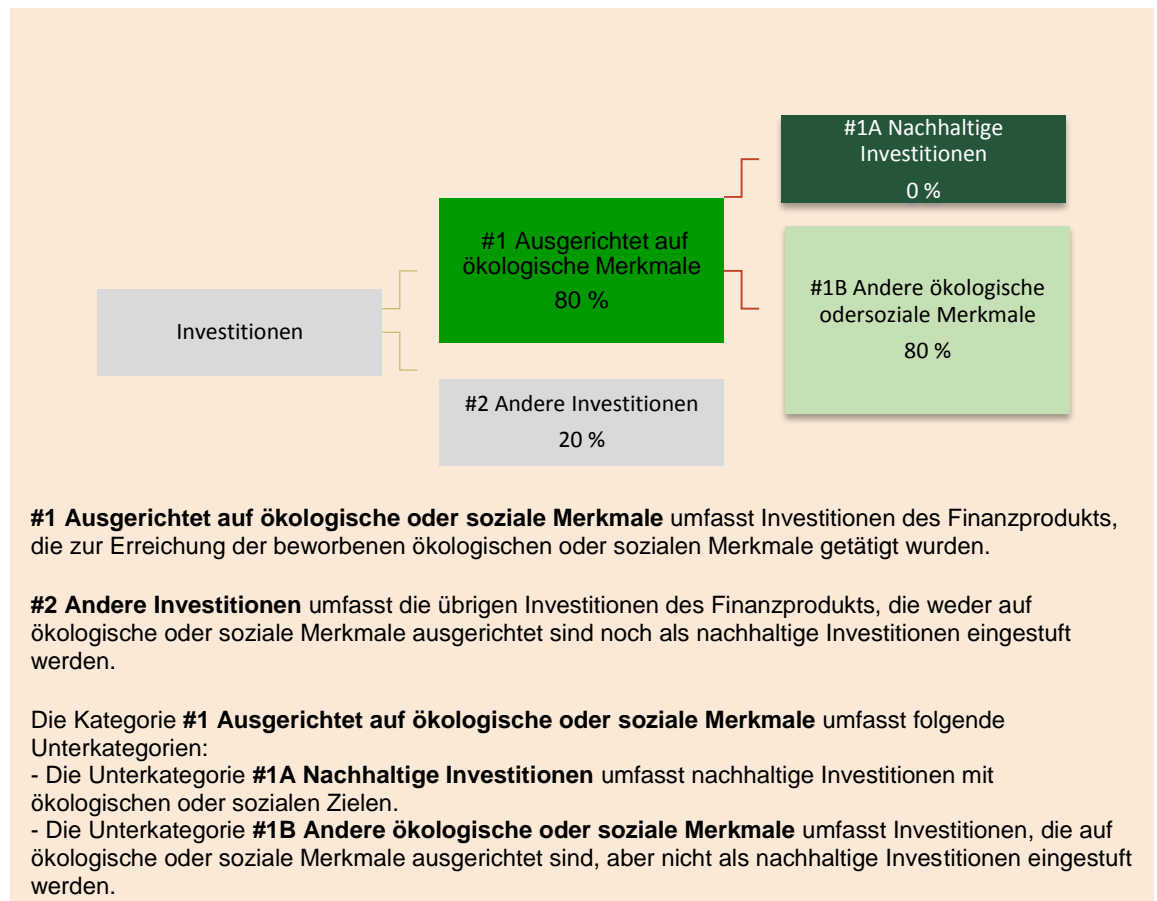 #1A Nachhaltige
Investitionen
0 %
#1 Ausgerichtet auf
ökologische Merkmale
80 %
#1B Andere ökologische
odersoziale Merkmale
80 %
Investitionen
#2 Andere Investitionen
20 %
#1 Ausgerichtet auf ökologische oder soziale Merkmale umfasst Investitionen des Finanzprodukts,
die zur Erreichung der beworbenen ökologischen oder sozialen Merkmale getätigt wurden.
#2 Andere Investitionen umfasst die übrigen Investitionen des Finanzprodukts, die weder auf
ökologische oder soziale Merkmale ausgerichtet sind noch als nachhaltige Investitionen eingestuft
werden.
Die Kategorie #1 Ausgerichtet auf ökologische oder soziale Merkmale umfasst folgende
Unterkategorien:
- Die Unterkategorie #1A Nachhaltige Investitionen umfasst nachhaltige Investitionen mit
ökologischen oder sozialen Zielen.
- Die Unterkategorie #1B Andere ökologische oder soziale Merkmale umfasst Investitionen, die auf
ökologische oder soziale Merkmale ausgerichtet sind, aber nicht als nachhaltige Investitionen eingestuft
werden.